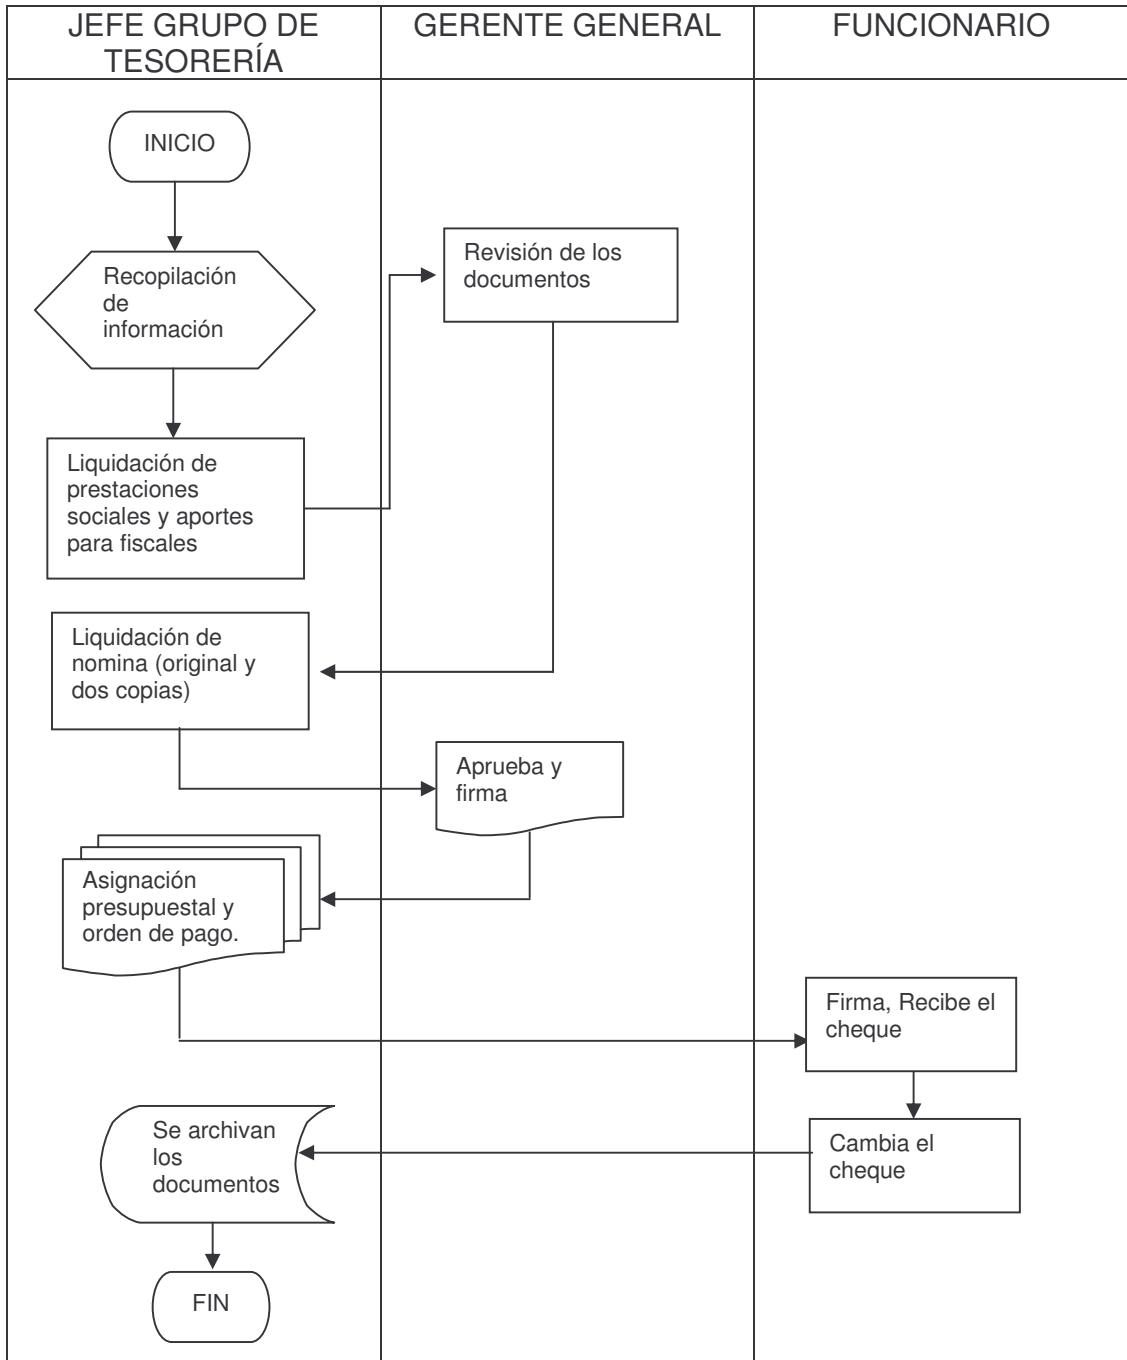 JEFE GRUPO DE
TESORERÍA
GERENTE GENERAL
FUNCIONARIO
INICIO
Recopilación
de
información
Revisión de los
documentos
Liquidación de
prestaciones
sociales y aportes
para fiscales
Liquidación de
nomina (original y
dos copias)
Aprueba y
firma
Asignación
presupuestal y
orden de pago.
Firma, Recibe el
cheque
Cambia el
cheque
Se archivan
los
documentos
FIN